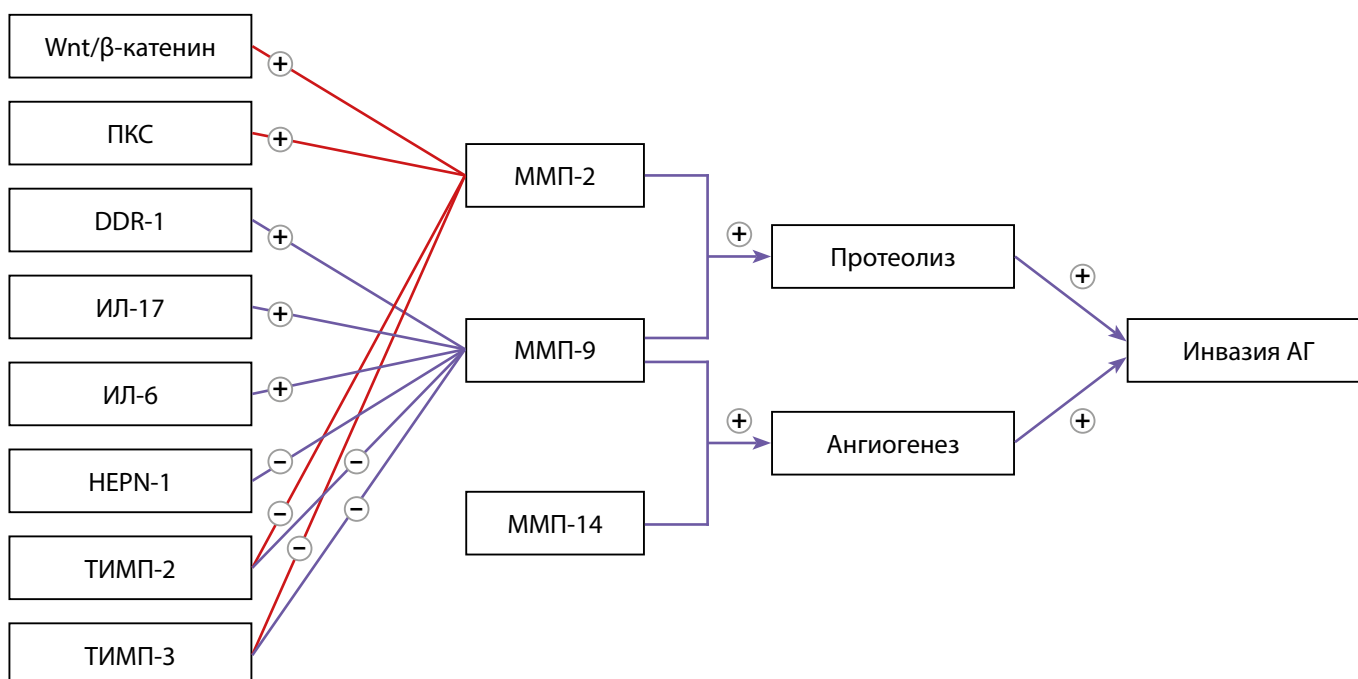 Wnt/β-катенин
ПКС
DDR-1
ИЛ-17
ИЛ-6
HEPN-1
ТИМП-2
ТИМП-3
ММП-2
ММП-9
ММП-14
Протеолиз
Ангиогенез
Инвазия АГ
+
+
+
+
+
−
−
−
−
−
+
+
+
+